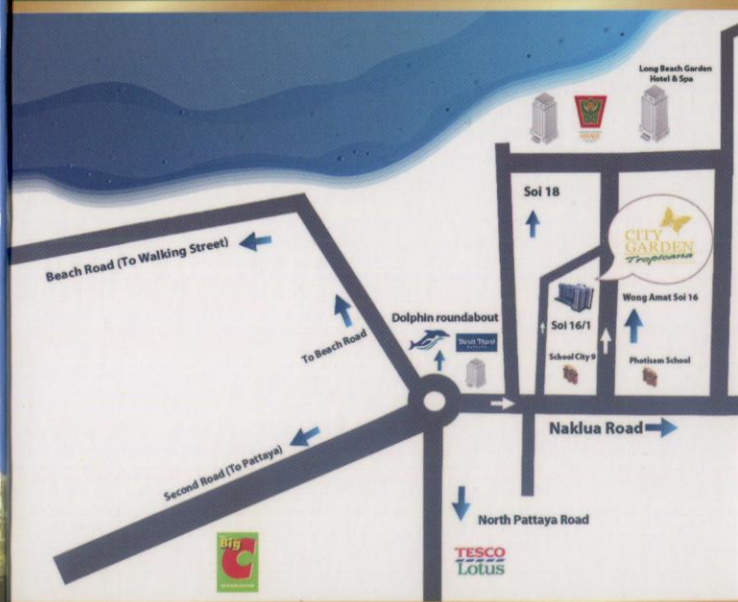 Long Beach Garden
Hotel & Spa
Soi 18
CITY
GARDEN
Tropicana
Beach Road (To Walking Street)
Wong Amat Soi 16
Dolphin roundabout
Soi 16/1
To Beach Road
School City 9
Photisam School
Naklua Road
Second Road (To Pattaya)
North Pattaya Road
Big
C
TESCO
Lotus